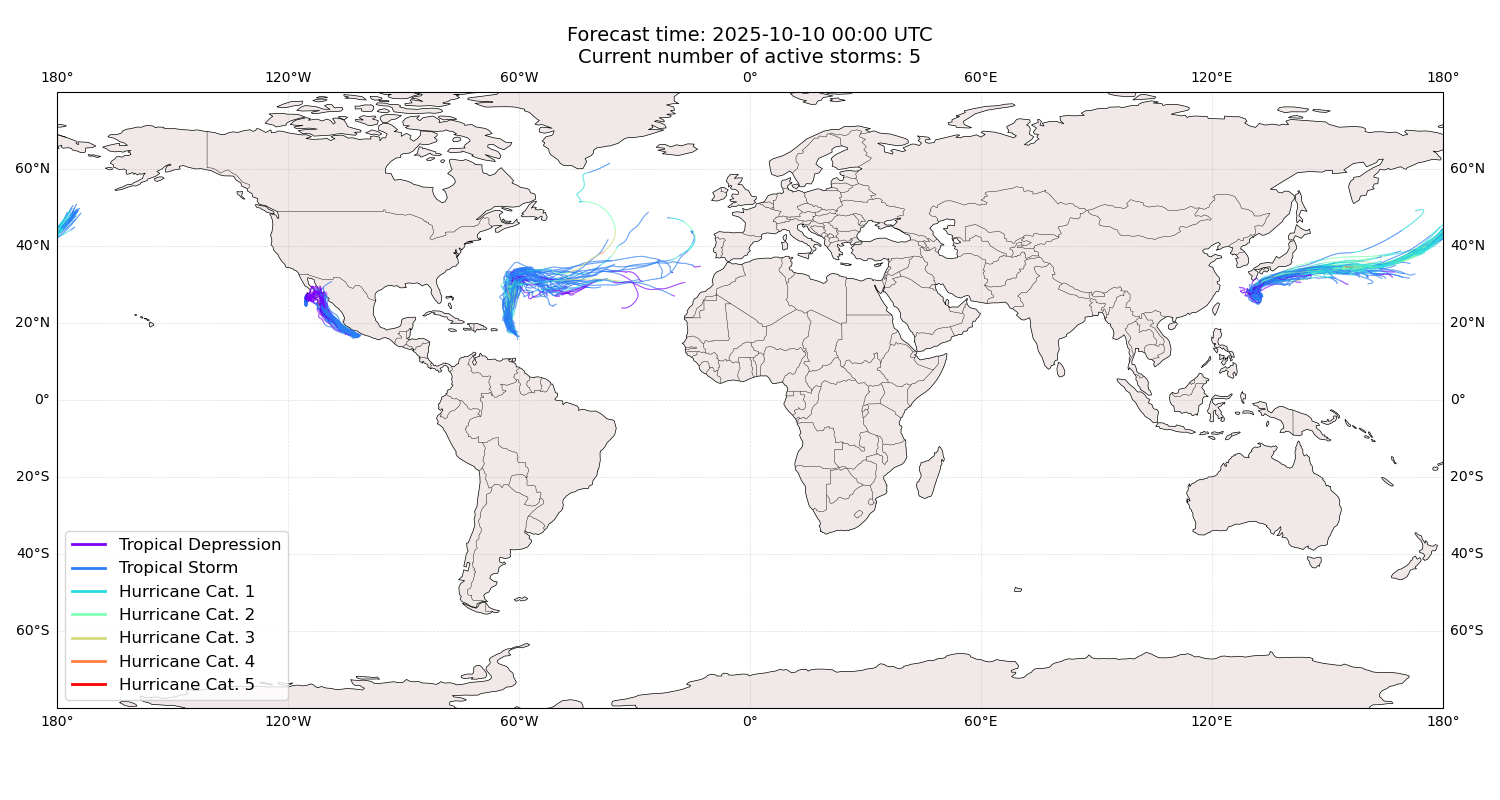 Forecast time: 2025-10-10 00:00 UTC
Current number of active storms: 5
180° 120°W 60°W 0° 60°E 120°E 180°
60°N 60°N
40°N 40°N
20°N 20°N
0° 0°
20°S 20°S
40°S 40°S
60°S 60°S
Tropical Depression
Tropical Storm
Hurricane Cat. 1
Hurricane Cat. 2
Hurricane Cat. 3
Hurricane Cat. 4
Hurricane Cat. 5
180° 120°W 60°W 0° 60°E 120°E 180°